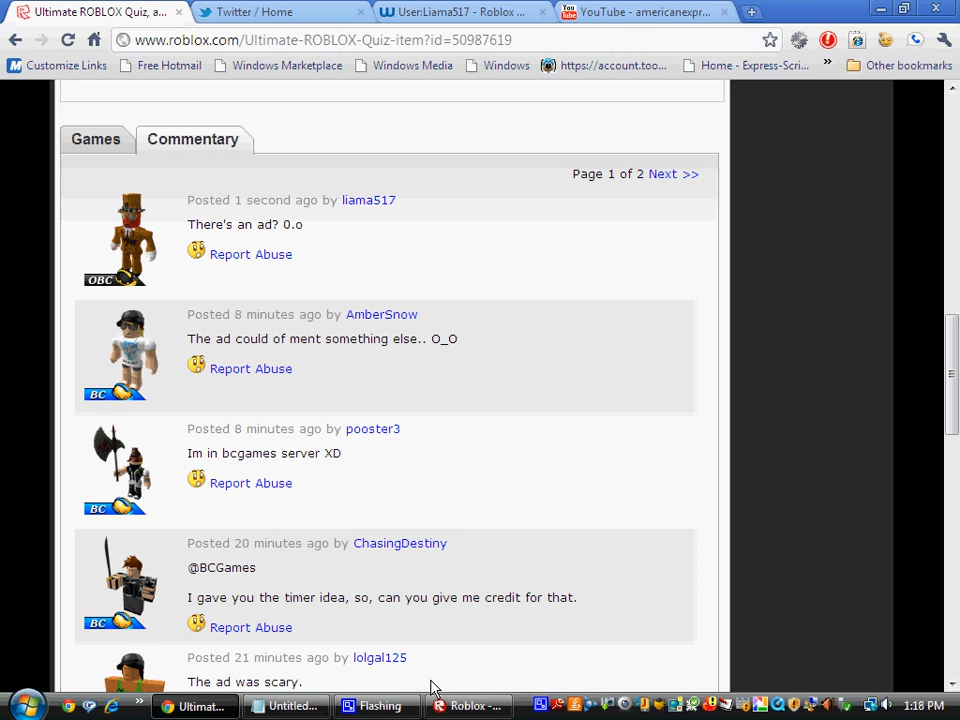 Ultimate ROBLOX Quiz, a...
Twitter / Home
User:Liama517 - Roblox ...
YouTube - americanexpr...
www.roblox.com/Ultimate-ROBLOX-Quiz-item?id=50987619
Customize Links
Free Hotmail
Windows Marketplace
Windows Media
Windows
https://account.too...
Home - Express-Scri...
»
Other bookmarks
Games
Commentary
Page 1 of 2 Next >>
Posted 1 second ago by liama517
There's an ad? 0.o
Report Abuse
OBC
Posted 8 minutes ago by AmberSnow
The ad could of ment something else.. O_O
Report Abuse
BC
Posted 8 minutes ago by pooster3
Im in bcgames server XD
Report Abuse
BC
Posted 20 minutes ago by ChasingDestiny
@BCGames
I gave you the timer idea, so, can you give me credit for that.
Report Abuse
BC
Posted 21 minutes ago by lolgal125
The ad was scary.
»
Ultimat...
Untitled...
Flashing
Roblox -...
1:18 PM